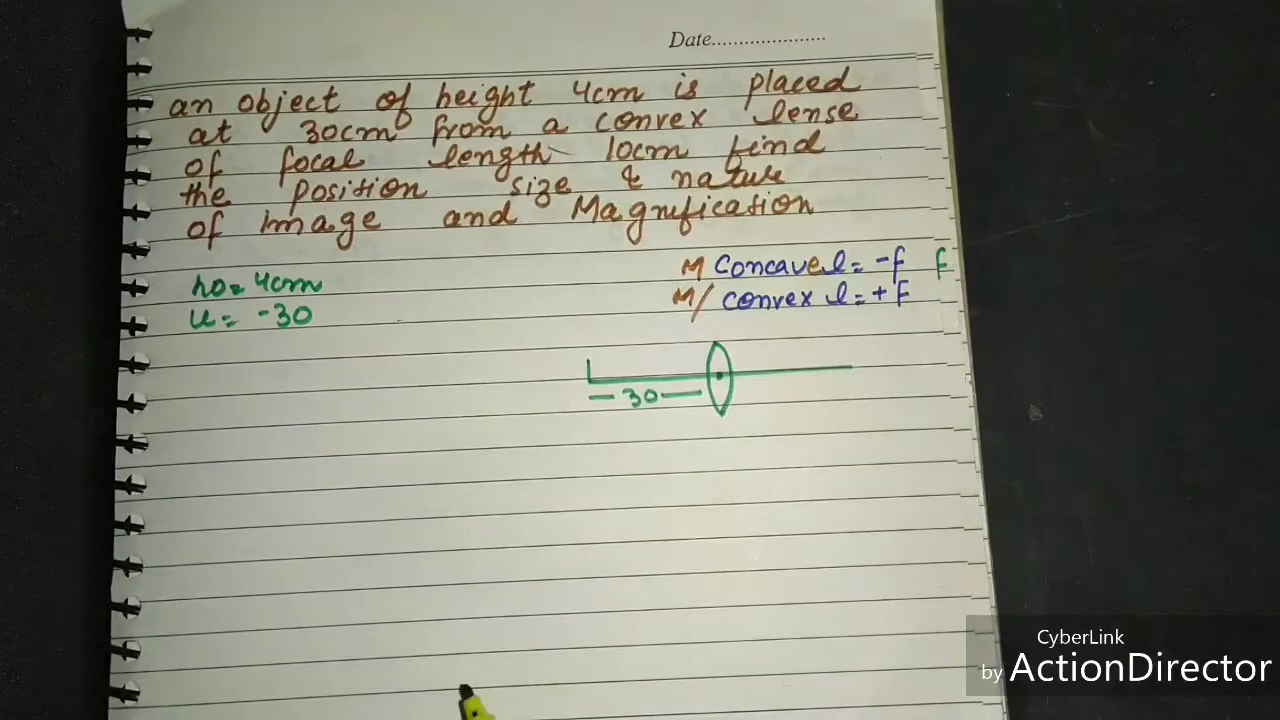 Date.....................
an object of height 4cm is placed
at 30cm from a convex lense
of focal length 10cm find
the position size & nature
of image and Magnification
ho= 4cm
u= -30
M Concave l= -f f
M/ convex l= +f
— 30 —
CyberLink
by ActionDirector